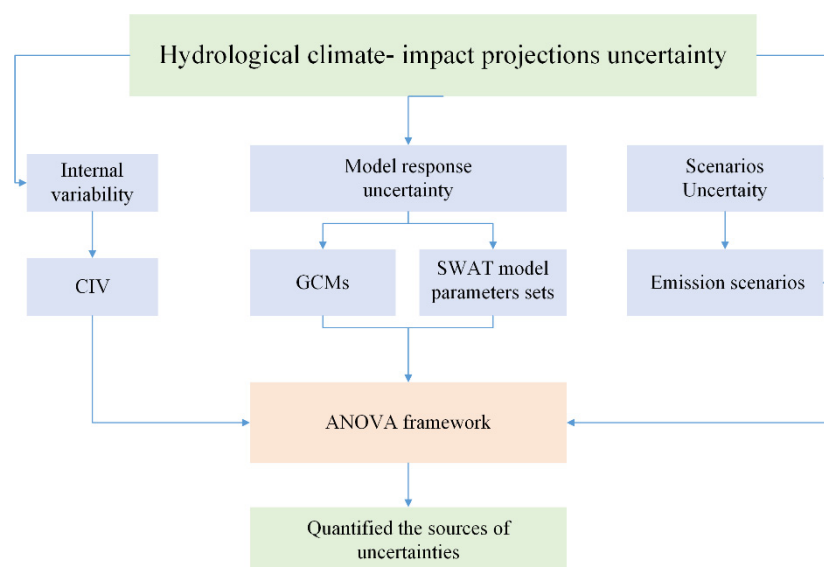 Hydrological climate- impact projections uncertainty
Internal
variability
Model response
uncertainty
Scenarios
Uncertaity
CIV
GCMs
SWAT model
parameters sets
Emission scenarios
ANOVA framework
Quantified the sources of
uncertainties